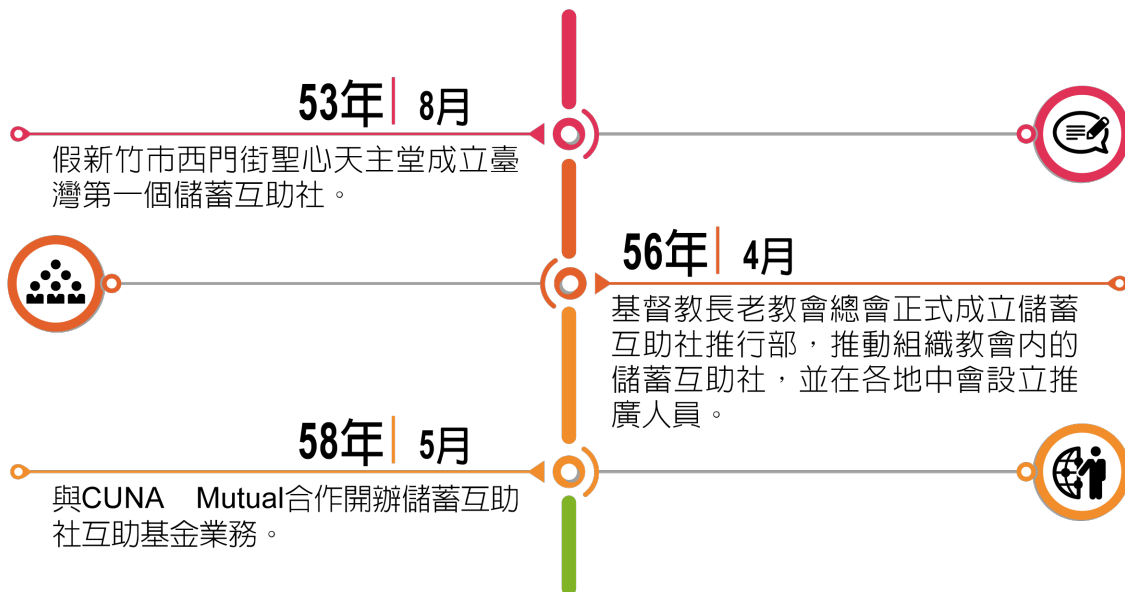 53年 8月
假新竹市西門街聖心天主堂成立臺
灣第一個儲蓄互助社。
56年 4月
基督教長老教會總會正式成立儲蓄
互助社推行部，推動組織教會內的
儲蓄互助社，並在各地中會設立推
廣人員。
58年 5月
與CUNA　Mutual合作開辦儲蓄互助
社互助基金業務。